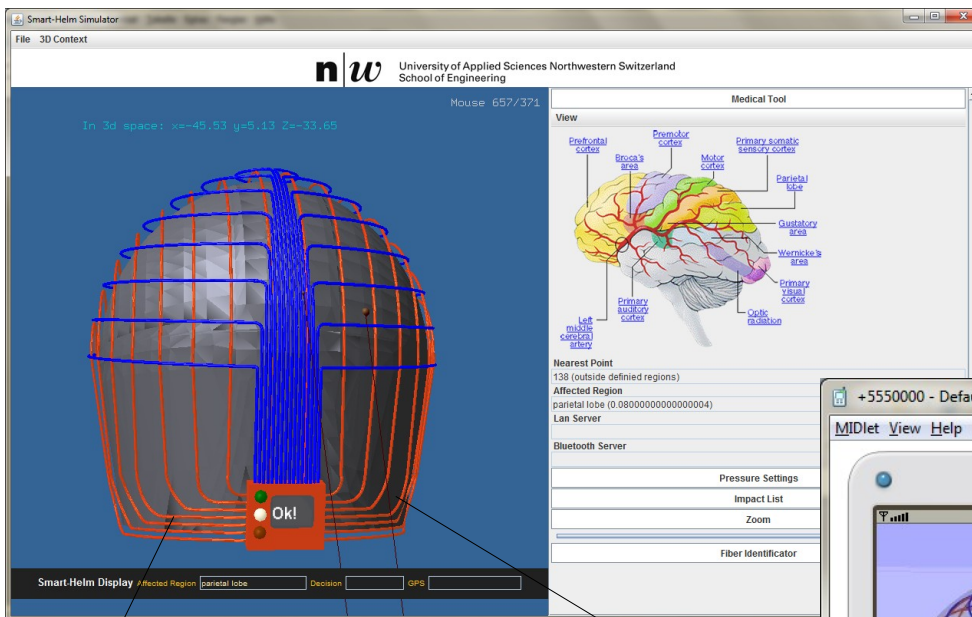 Smart-Helm Simulator
File 3D Context
n|w
University of Applied Sciences Northwestern Switzerland
School of Engineering
Mouse 657/371
In 3d space: x=-45.53 y=5.13 Z=-33.65
Ok!
Smart-Helm Display Affected Region parietal lobe Decision GPS
Medical Tool
View
Prefrontal
cortex
Broca's
area
Premotor
cortex
Motor
cortex
Primary somatic
sensory cortex
Parietal
lobe
Gustatory
area
Wernicke's
area
Primary
visual
cortex
Optic
radiation
Primary
auditory
cortex
Left
middle
cerebral
artery
Nearest Point
138 (outside definied regions)
Affected Region
parietal lobe (0.08000000000000004)
Lan Server
Bluetooth Server
Pressure Settings
Impact List
Zoom
Fiber Identificator
+5550000 - Defau
MIDlet View Help